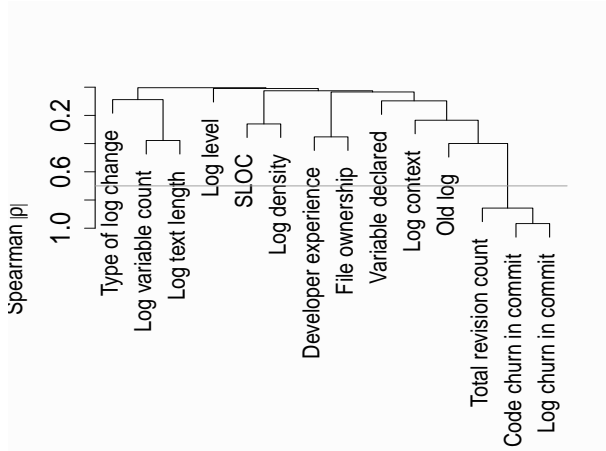 Spearman |ρ|
0.2
0.6
1.0
Type of log change
Log variable count
Log text length
Log level
SLOC
Log density
Developer experience
File ownership
Variable declared
Log context
Old log
Total revision count
Code churn in commit
Log churn in commit